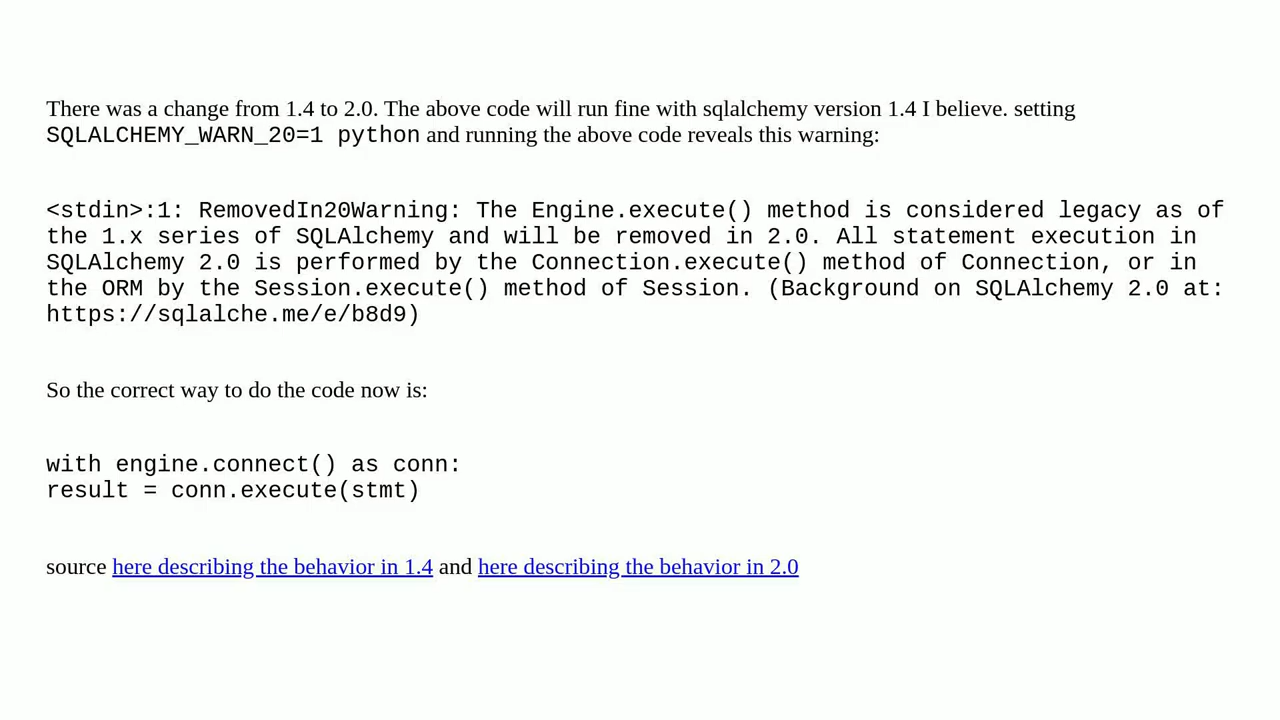 There was a change from 1.4 to 2.0. The above code will run fine with sqlalchemy version 1.4 I believe. setting
SQLALCHEMY_WARN_20=1 python and running the above code reveals this warning:
<stdin>:1: RemovedIn20Warning: The Engine.execute() method is considered legacy as of
the 1.x series of SQLAlchemy and will be removed in 2.0. All statement execution in
SQLAlchemy 2.0 is performed by the Connection.execute() method of Connection, or in
the ORM by the Session.execute() method of Session. (Background on SQLAlchemy 2.0 at:
https://sqlalche.me/e/b8d9)
So the correct way to do the code now is:
with engine.connect() as conn:
result = conn.execute(stmt)
source here describing the behavior in 1.4 and here describing the behavior in 2.0